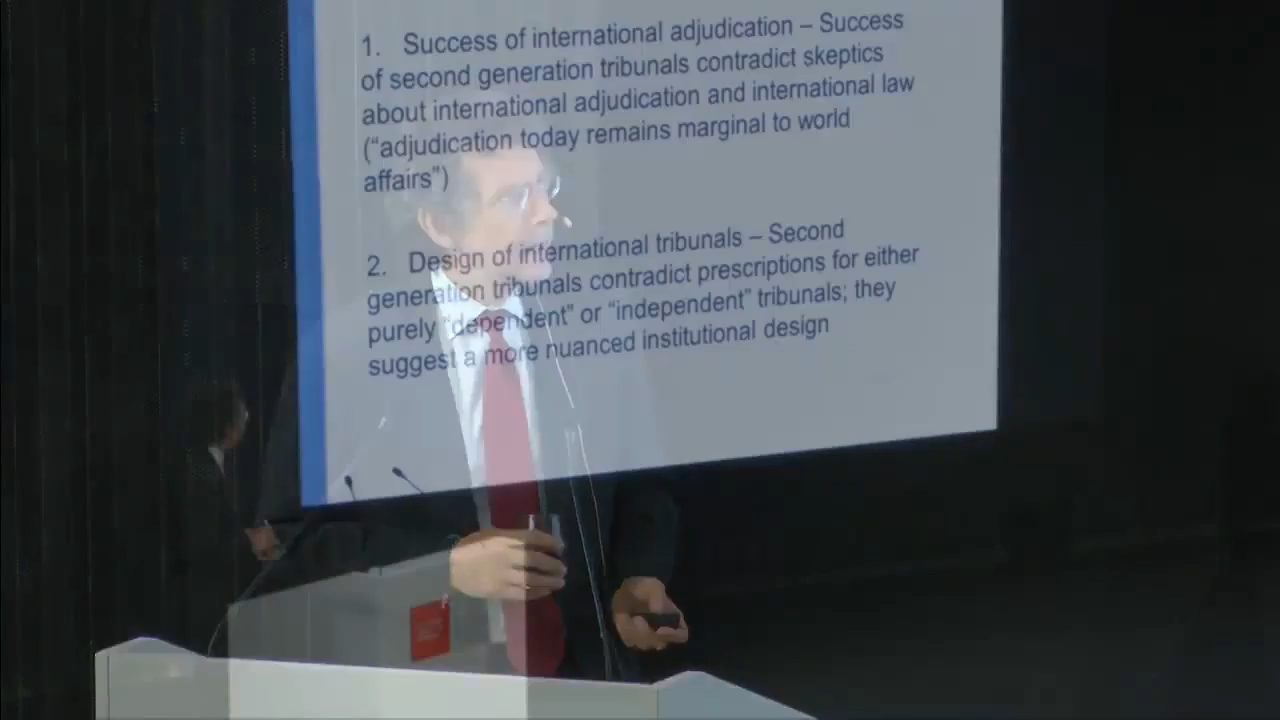 1. Success of international adjudication – Success
of second generation tribunals contradict skeptics
about international adjudication and international law
(“adjudication today remains marginal to world
affairs”)
2. Design of international tribunals – Second
generation tribunals contradict prescriptions for either
purely “dependent” or “independent” tribunals; they
suggest a more nuanced institutional design